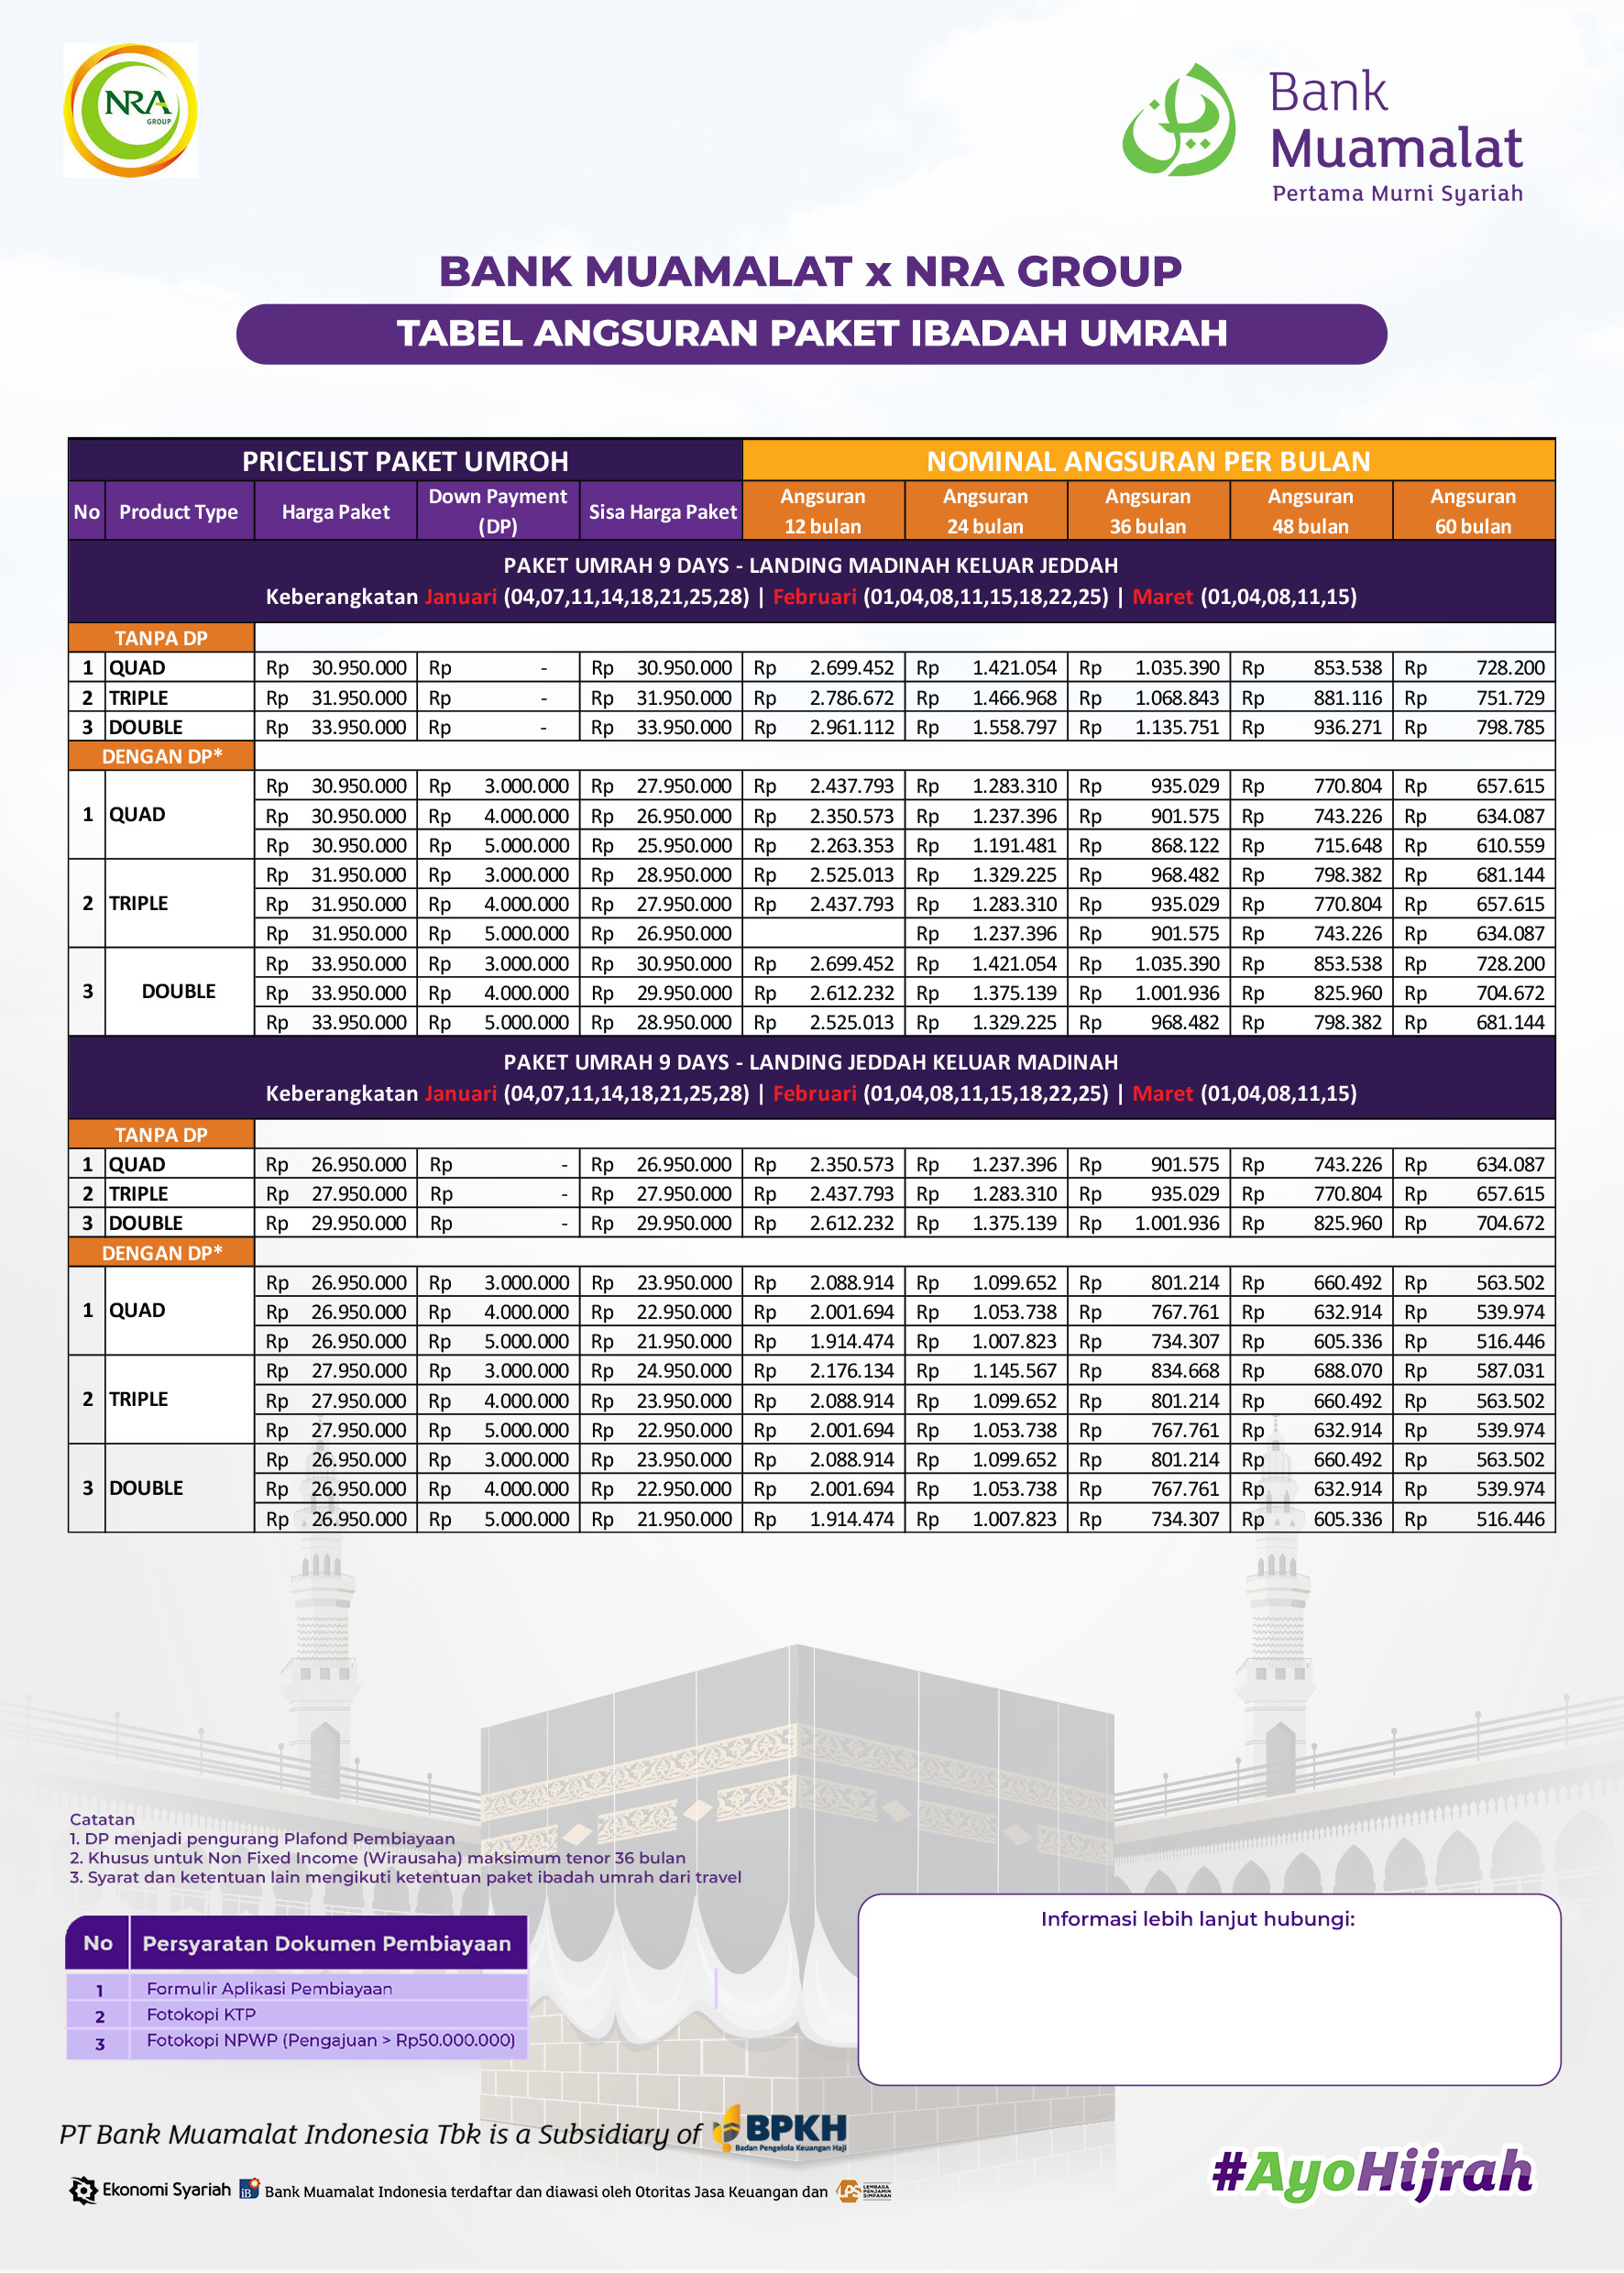 NRA
GROUP
Bank
Muamalat
Pertama Murni Syariah
BANK MUAMALAT x NRA GROUP
TABEL ANGSURAN PAKET IBADAH UMRAH
PRICELIST PAKET UMROH NOMINAL ANGSURAN PER BULAN
No Product Type Harga Paket Down Payment (DP) Sisa Harga Paket Angsuran 12 bulan Angsuran 24 bulan Angsuran 36 bulan Angsuran 48 bulan Angsuran 60 bulan
PAKET UMRAH 9 DAYS - LANDING MADINAH KELUAR JEDDAH
Keberangkatan Januari (04,07,11,14,18,21,25,28) | Februari (01,04,08,11,15,18,22,25) | Maret (01,04,08,11,15)
TANPA DP
1 QUAD Rp 30.950.000 Rp - Rp 30.950.000 Rp 2.699.452 Rp 1.421.054 Rp 1.035.390 Rp 853.538 Rp 728.200
2 TRIPLE Rp 31.950.000 Rp - Rp 31.950.000 Rp 2.786.672 Rp 1.466.968 Rp 1.068.843 Rp 881.116 Rp 751.729
3 DOUBLE Rp 33.950.000 Rp - Rp 33.950.000 Rp 2.961.112 Rp 1.558.797 Rp 1.135.751 Rp 936.271 Rp 798.785
DENGAN DP*
1 QUAD Rp 30.950.000 Rp 3.000.000 Rp 27.950.000 Rp 2.437.793 Rp 1.283.310 Rp 935.029 Rp 770.804 Rp 657.615
Rp 30.950.000 Rp 4.000.000 Rp 26.950.000 Rp 2.350.573 Rp 1.237.396 Rp 901.575 Rp 743.226 Rp 634.087
Rp 30.950.000 Rp 5.000.000 Rp 25.950.000 Rp 2.263.353 Rp 1.191.481 Rp 868.122 Rp 715.648 Rp 610.559
2 TRIPLE Rp 31.950.000 Rp 3.000.000 Rp 28.950.000 Rp 2.525.013 Rp 1.329.225 Rp 968.482 Rp 798.382 Rp 681.144
Rp 31.950.000 Rp 4.000.000 Rp 27.950.000 Rp 2.437.793 Rp 1.283.310 Rp 935.029 Rp 770.804 Rp 657.615
Rp 31.950.000 Rp 5.000.000 Rp 26.950.000 Rp 1.237.396 Rp 901.575 Rp 743.226 Rp 634.087
3 DOUBLE Rp 33.950.000 Rp 3.000.000 Rp 30.950.000 Rp 2.699.452 Rp 1.421.054 Rp 1.035.390 Rp 853.538 Rp 728.200
Rp 33.950.000 Rp 4.000.000 Rp 29.950.000 Rp 2.612.232 Rp 1.375.139 Rp 1.001.936 Rp 825.960 Rp 704.672
Rp 33.950.000 Rp 5.000.000 Rp 28.950.000 Rp 2.525.013 Rp 1.329.225 Rp 968.482 Rp 798.382 Rp 681.144
PAKET UMRAH 9 DAYS - LANDING JEDDAH KELUAR MADINAH
Keberangkatan Januari (04,07,11,14,18,21,25,28) | Februari (01,04,08,11,15,18,22,25) | Maret (01,04,08,11,15)
TANPA DP
1 QUAD Rp 26.950.000 Rp - Rp 26.950.000 Rp 2.350.573 Rp 1.237.396 Rp 901.575 Rp 743.226 Rp 634.087
2 TRIPLE Rp 27.950.000 Rp - Rp 27.950.000 Rp 2.437.793 Rp 1.283.310 Rp 935.029 Rp 770.804 Rp 657.615
3 DOUBLE Rp 29.950.000 Rp - Rp 29.950.000 Rp 2.612.232 Rp 1.375.139 Rp 1.001.936 Rp 825.960 Rp 704.672
DENGAN DP*
1 QUAD Rp 26.950.000 Rp 3.000.000 Rp 23.950.000 Rp 2.088.914 Rp 1.099.652 Rp 801.214 Rp 660.492 Rp 563.502
Rp 26.950.000 Rp 4.000.000 Rp 22.950.000 Rp 2.001.694 Rp 1.053.738 Rp 767.761 Rp 632.914 Rp 539.974
Rp 26.950.000 Rp 5.000.000 Rp 21.950.000 Rp 1.914.474 Rp 1.007.823 Rp 734.307 Rp 605.336 Rp 516.446
2 TRIPLE Rp 27.950.000 Rp 3.000.000 Rp 24.950.000 Rp 2.176.134 Rp 1.145.567 Rp 834.668 Rp 688.070 Rp 587.031
Rp 27.950.000 Rp 4.000.000 Rp 23.950.000 Rp 2.088.914 Rp 1.099.652 Rp 801.214 Rp 660.492 Rp 563.502
Rp 27.950.000 Rp 5.000.000 Rp 22.950.000 Rp 2.001.694 Rp 1.053.738 Rp 767.761 Rp 632.914 Rp 539.974
3 DOUBLE Rp 26.950.000 Rp 3.000.000 Rp 23.950.000 Rp 2.088.914 Rp 1.099.652 Rp 801.214 Rp 660.492 Rp 563.502
Rp 26.950.000 Rp 4.000.000 Rp 22.950.000 Rp 2.001.694 Rp 1.053.738 Rp 767.761 Rp 632.914 Rp 539.974
Rp 26.950.000 Rp 5.000.000 Rp 21.950.000 Rp 1.914.474 Rp 1.007.823 Rp 734.307 Rp 605.336 Rp 516.446
Catatan
1. DP menjadi pengurang Plafond Pembiayaan
2. Khusus untuk Non Fixed Income (Wirausaha) maksimum tenor 36 bulan
3. Syarat dan ketentuan lain mengikuti ketentuan paket ibadah umrah dari travel
No Persyaratan Dokumen Pembiayaan
1 Formulir Aplikasi Pembiayaan
2 Fotokopi KTP
3 Fotokopi NPWP (Pengajuan > Rp50.000.000)
Informasi lebih lanjut hubungi:
PT Bank Muamalat Indonesia Tbk is a Subsidiary of BPKH
Badan Pengelola Keuangan Haji
Ekonomi Syariah iB Bank Muamalat Indonesia terdaftar dan diawasi oleh Otoritas Jasa Keuangan dan LPS LEMBAGA PENJAMIN SIMPANAN
#AyoHijrah